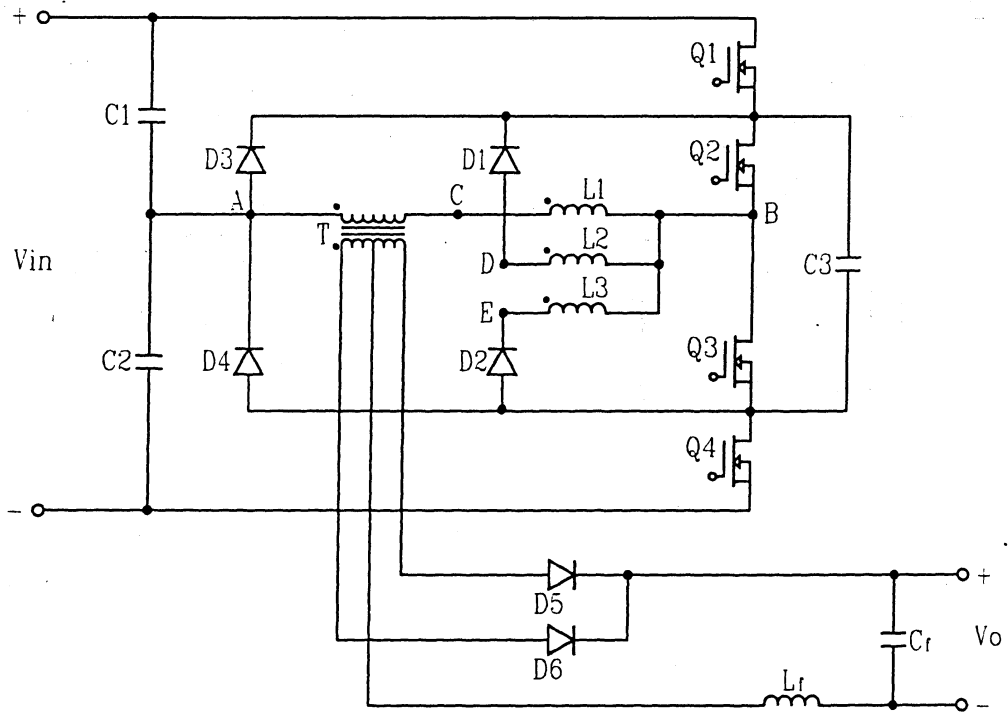 +
Q1
C1
D3
D1
Q2
A
C
L1
B
T
L2
Vin
D
C3
L3
E
Q3
C2
D4
D2
Q4
-
D5
+
D6
Cf
Vo
Lf
-